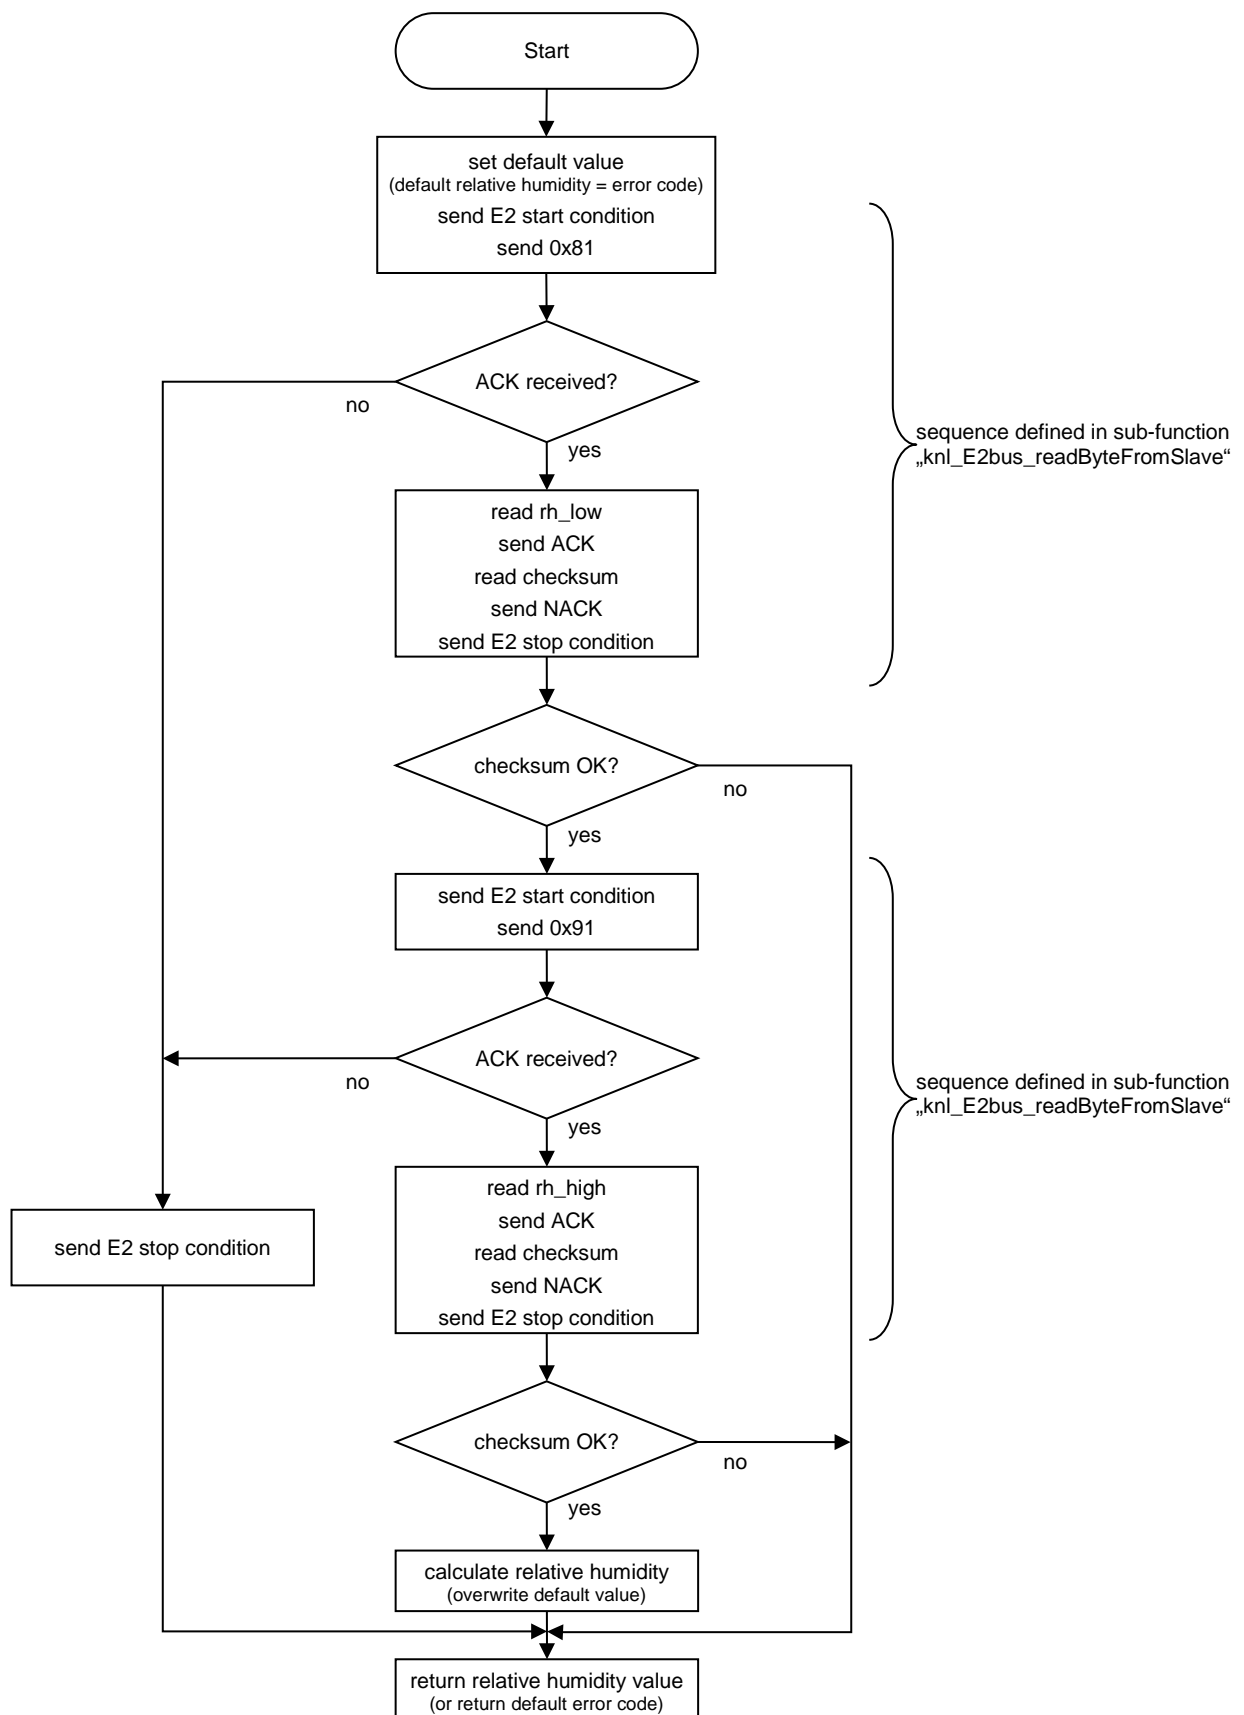 Start
set default value
(default relative humidity = error code)
send E2 start condition
send 0x81
ACK received?
no
yes
sequence defined in sub-function
„knl_E2bus_readByteFromSlave“
read rh_low
send ACK
read checksum
send NACK
send E2 stop condition
checksum OK?
no
yes
send E2 start condition
send 0x91
ACK received?
no
yes
sequence defined in sub-function
„knl_E2bus_readByteFromSlave“
read rh_high
send ACK
read checksum
send NACK
send E2 stop condition
send E2 stop condition
checksum OK?
no
yes
calculate relative humidity
(overwrite default value)
return relative humidity value
(or return default error code)